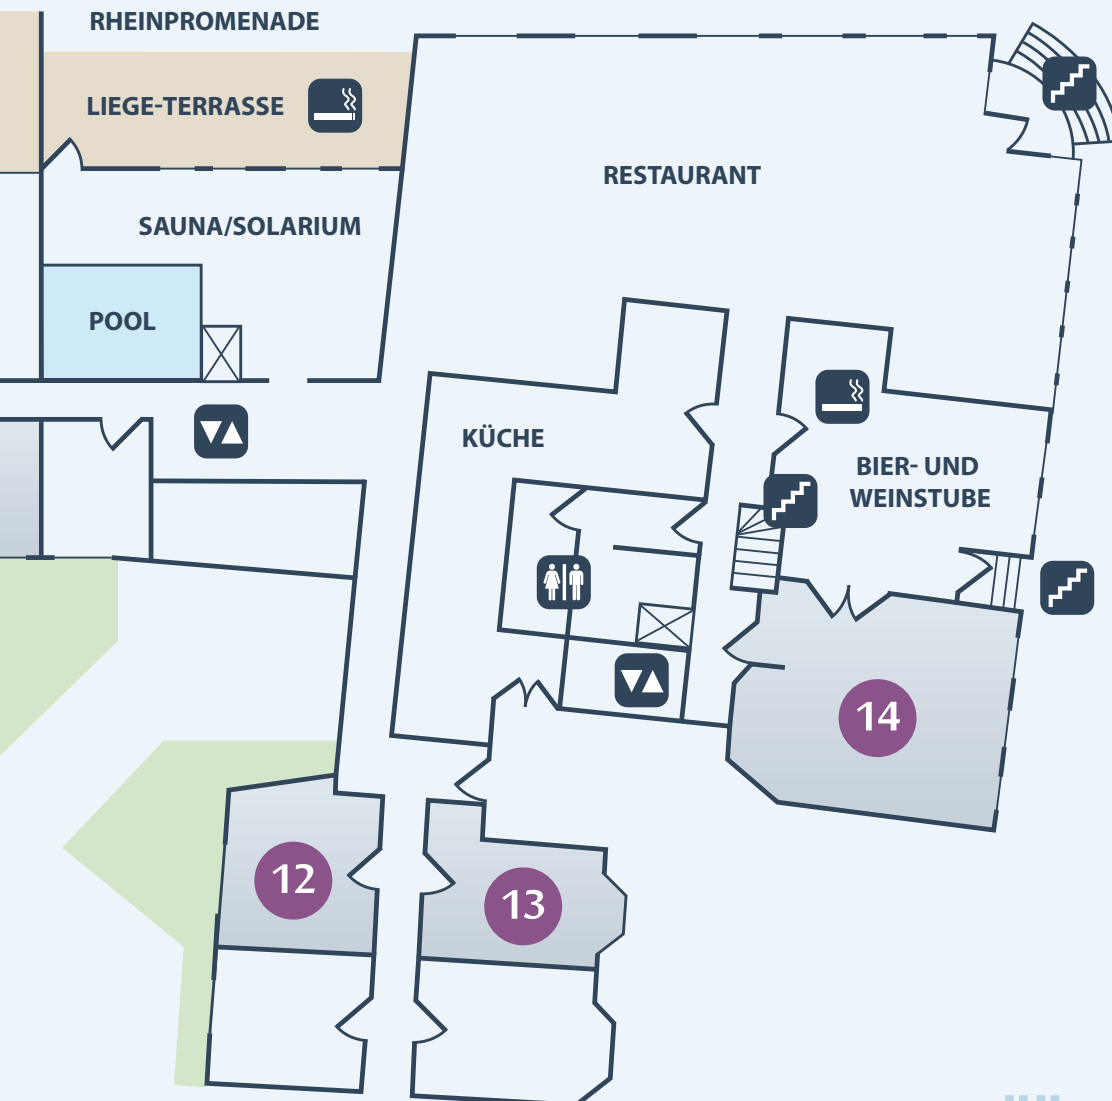 RHEINPROMENADE
LIEGE-TERRASSE
RESTAURANT
SAUNA/SOLARIUM
POOL
KÜCHE
BIER- UND
WEINSTUBE
14
12
13